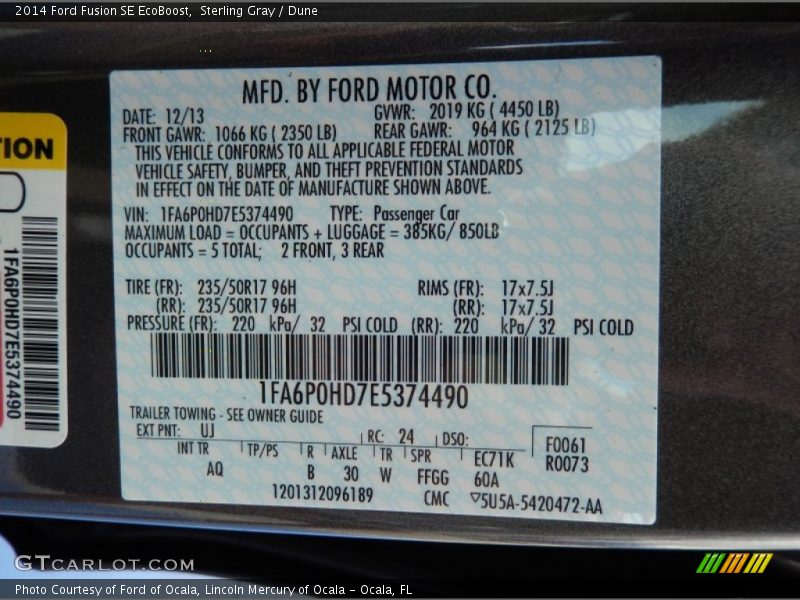 2014 Ford Fusion SE EcoBoost,  Sterling Gray / Dune
TION
1FA6P0HD7E5374490
MFD. BY FORD MOTOR CO.
DATE: 12/13 GVWR: 2019 KG ( 4450 LB)
FRONT GAWR: 1066 KG ( 2350 LB) REAR GAWR: 964 KG ( 2125 LB)
THIS VEHICLE CONFORMS TO ALL APPLICABLE FEDERAL MOTOR
VEHICLE SAFETY, BUMPER, AND THEFT PREVENTION STANDARDS
IN EFFECT ON THE DATE OF MANUFACTURE SHOWN ABOVE.
VIN: 1FA6P0HD7E5374490 TYPE: Passenger Car
MAXIMUM LOAD = OCCUPANTS + LUGGAGE = 385KG/ 850LB
OCCUPANTS = 5 TOTAL; 2 FRONT, 3 REAR
TIRE (FR): 235/50R17 96H RIMS (FR): 17x7.5J
(RR): 235/50R17 96H (RR): 17x7.5J
PRESSURE (FR): 220 kPa/ 32 PSI COLD (RR): 220 kPa/ 32 PSI COLD
1FA6P0HD7E5374490
TRAILER TOWING - SEE OWNER GUIDE
EXT PNT: UJ RC: 24 DSO: F0061
INT TR TP/PS R AXLE TR SPR EC71K R0073
AQ B 30 W FFGG 60A
1201312096189 CMC ▽5U5A-5420472-AA
GTCARLOT.COM
Photo Courtesy of Ford of Ocala, Lincoln Mercury of Ocala - Ocala, FL